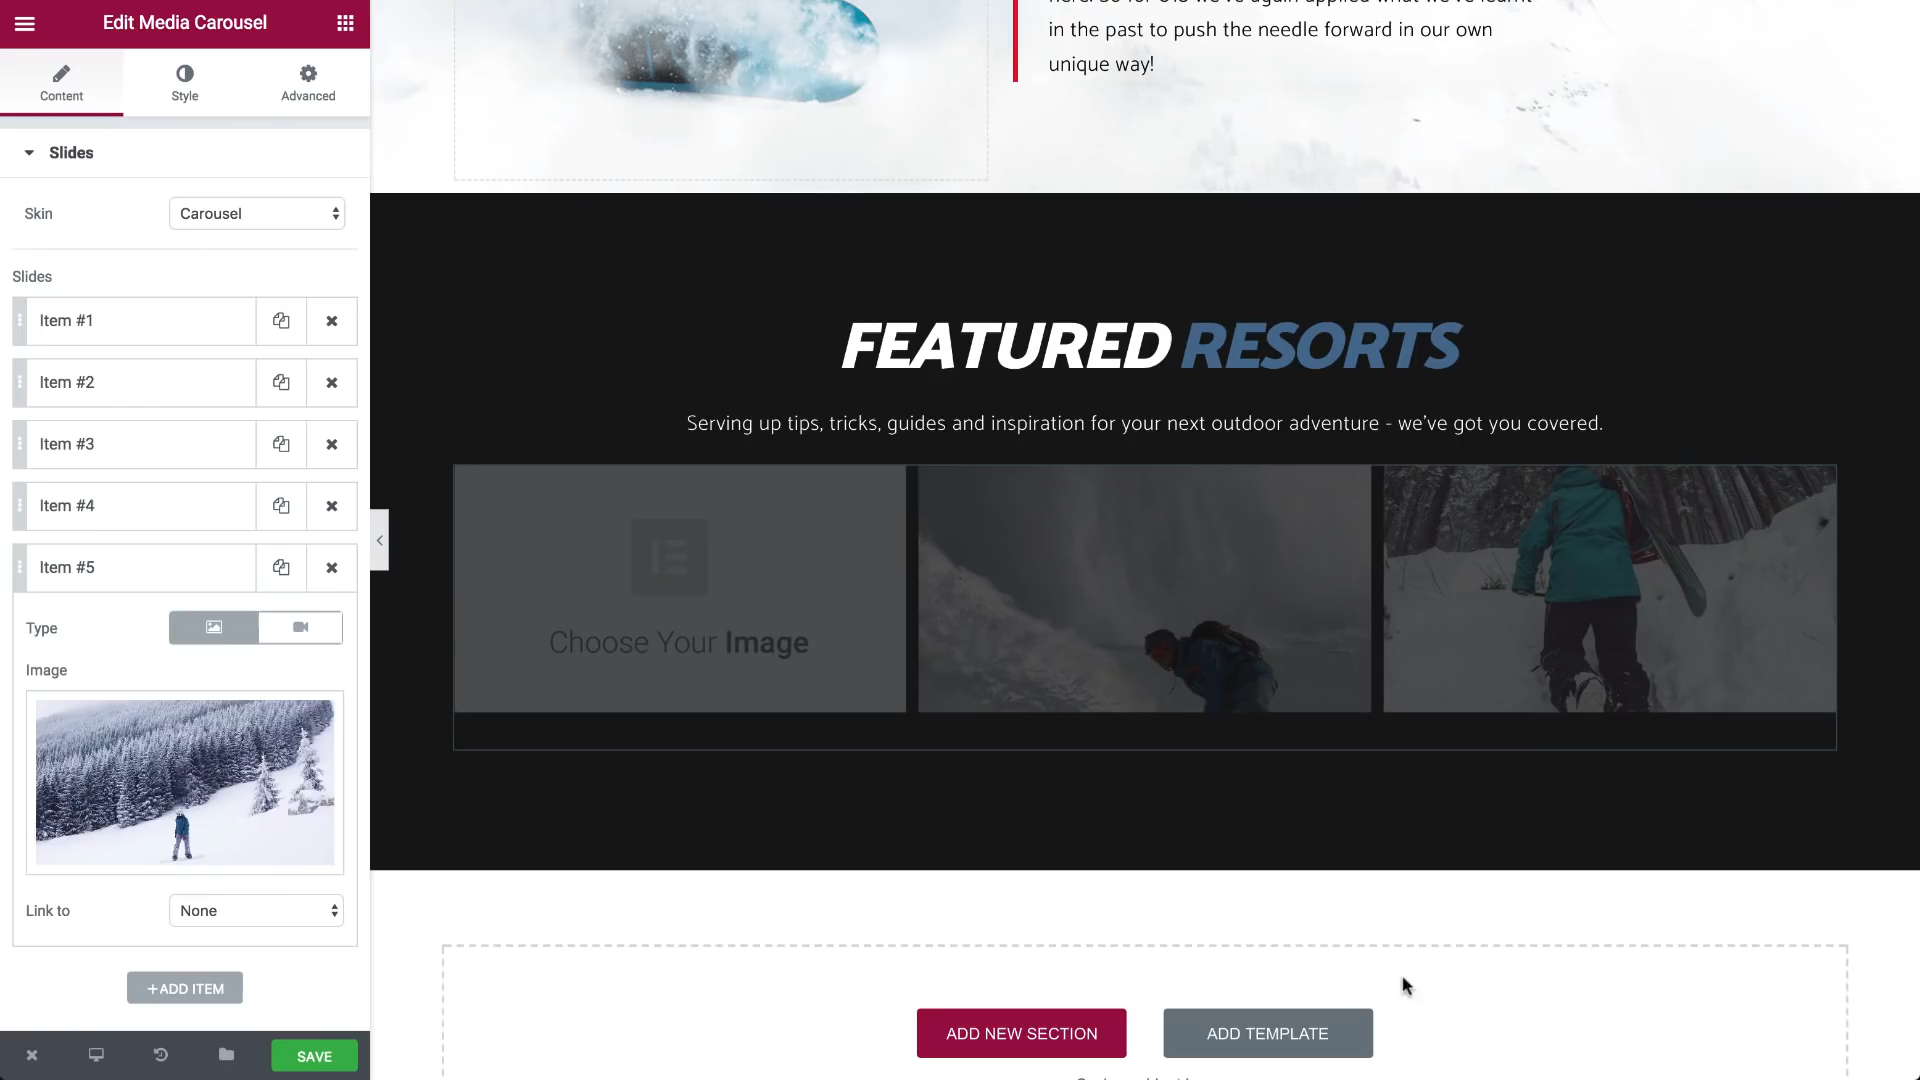 Edit Media Carousel
Content
Style
Advanced
Slides
Skin
Carousel
Slides
Item #1
Item #2
Item #3
Item #4
Item #5
Type
Image
Link to
None
+ADD ITEM
SAVE
in the past to push the needle forward in our own
unique way!
FEATURED RESORTS
Serving up tips, tricks, guides and inspiration for your next outdoor adventure - we've got you covered.
Choose Your Image
ADD NEW SECTION
ADD TEMPLATE